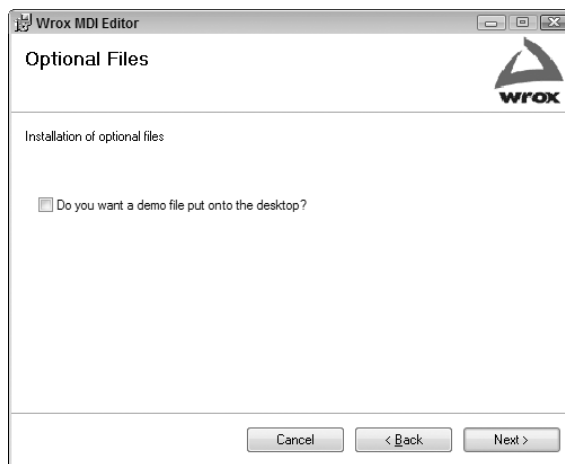 Wrox MDI Editor
Optional Files
wrox
Installation of optional files
Do you want a demo file put onto the desktop?
Cancel
< Back
Next >